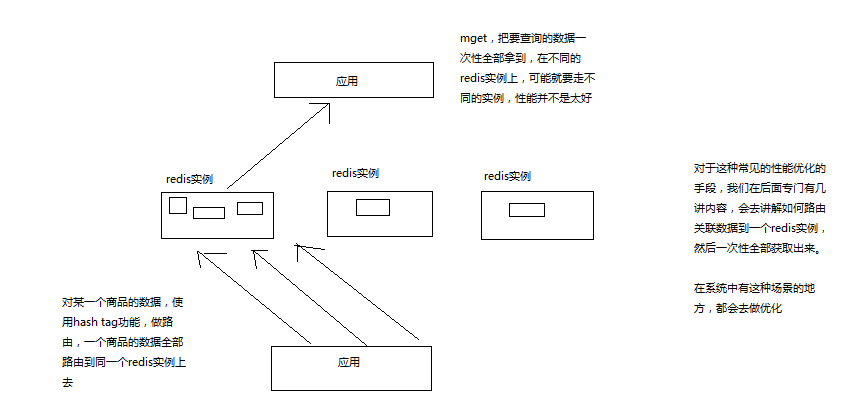 mget，把要查询的数据一
次性全部拿到，在不同的
redis实例上，可能就要走不
同的实例，性能并不是太好
应用
redis实例
redis实例
redis实例
对于这种常见的性能优化的
手段，我们在后面专门有几
讲内容，会去讲解如何路由
关联数据到一个redis实例，
然后一次性全部获取出来。
在系统中有这种场景的地
方，都会去做优化
对某一个商品的数据，使
用hash tag功能，做路
由，一个商品的数据全部
路由到同一个redis实例上
去
应用